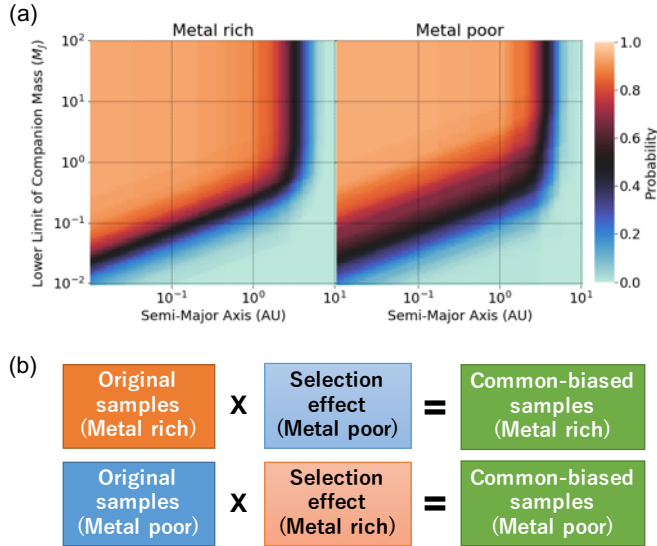 (a)
Metal rich
Metal poor
Lower Limit of Companion Mass (M_J)
10^2
10^1
10^0
10^{-1}
10^{-2}
10^{-1}
10^0
10^1
10^{-1}
10^0
10^1
Semi-Major Axis (AU)
Semi-Major Axis (AU)
1.0
0.8
0.6
0.4
0.2
0.0
Probability
(b)
Original
samples
(Metal rich)
X
Selection
effect
(Metal poor)
=
Common-biased
samples
(Metal rich)
Original
samples
(Metal poor)
X
Selection
effect
(Metal rich)
=
Common-biased
samples
(Metal poor)